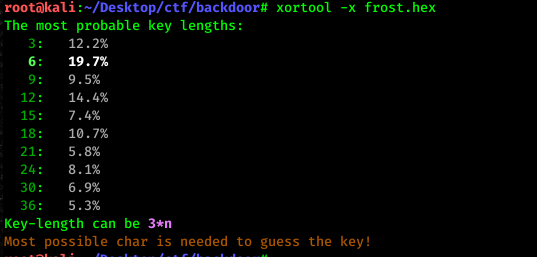 root@kali:~/Desktop/ctf/backdoor# xortool -x frost.hex
The most probable key lengths:
3: 12.2%
6: 19.7%
9: 9.5%
12: 14.4%
15: 7.4%
18: 10.7%
21: 5.8%
24: 8.1%
30: 6.9%
36: 5.3%
Key-length can be 3*n
Most possible char is needed to guess the key!
root@kali:~/Desktop/ctf/backdoor#